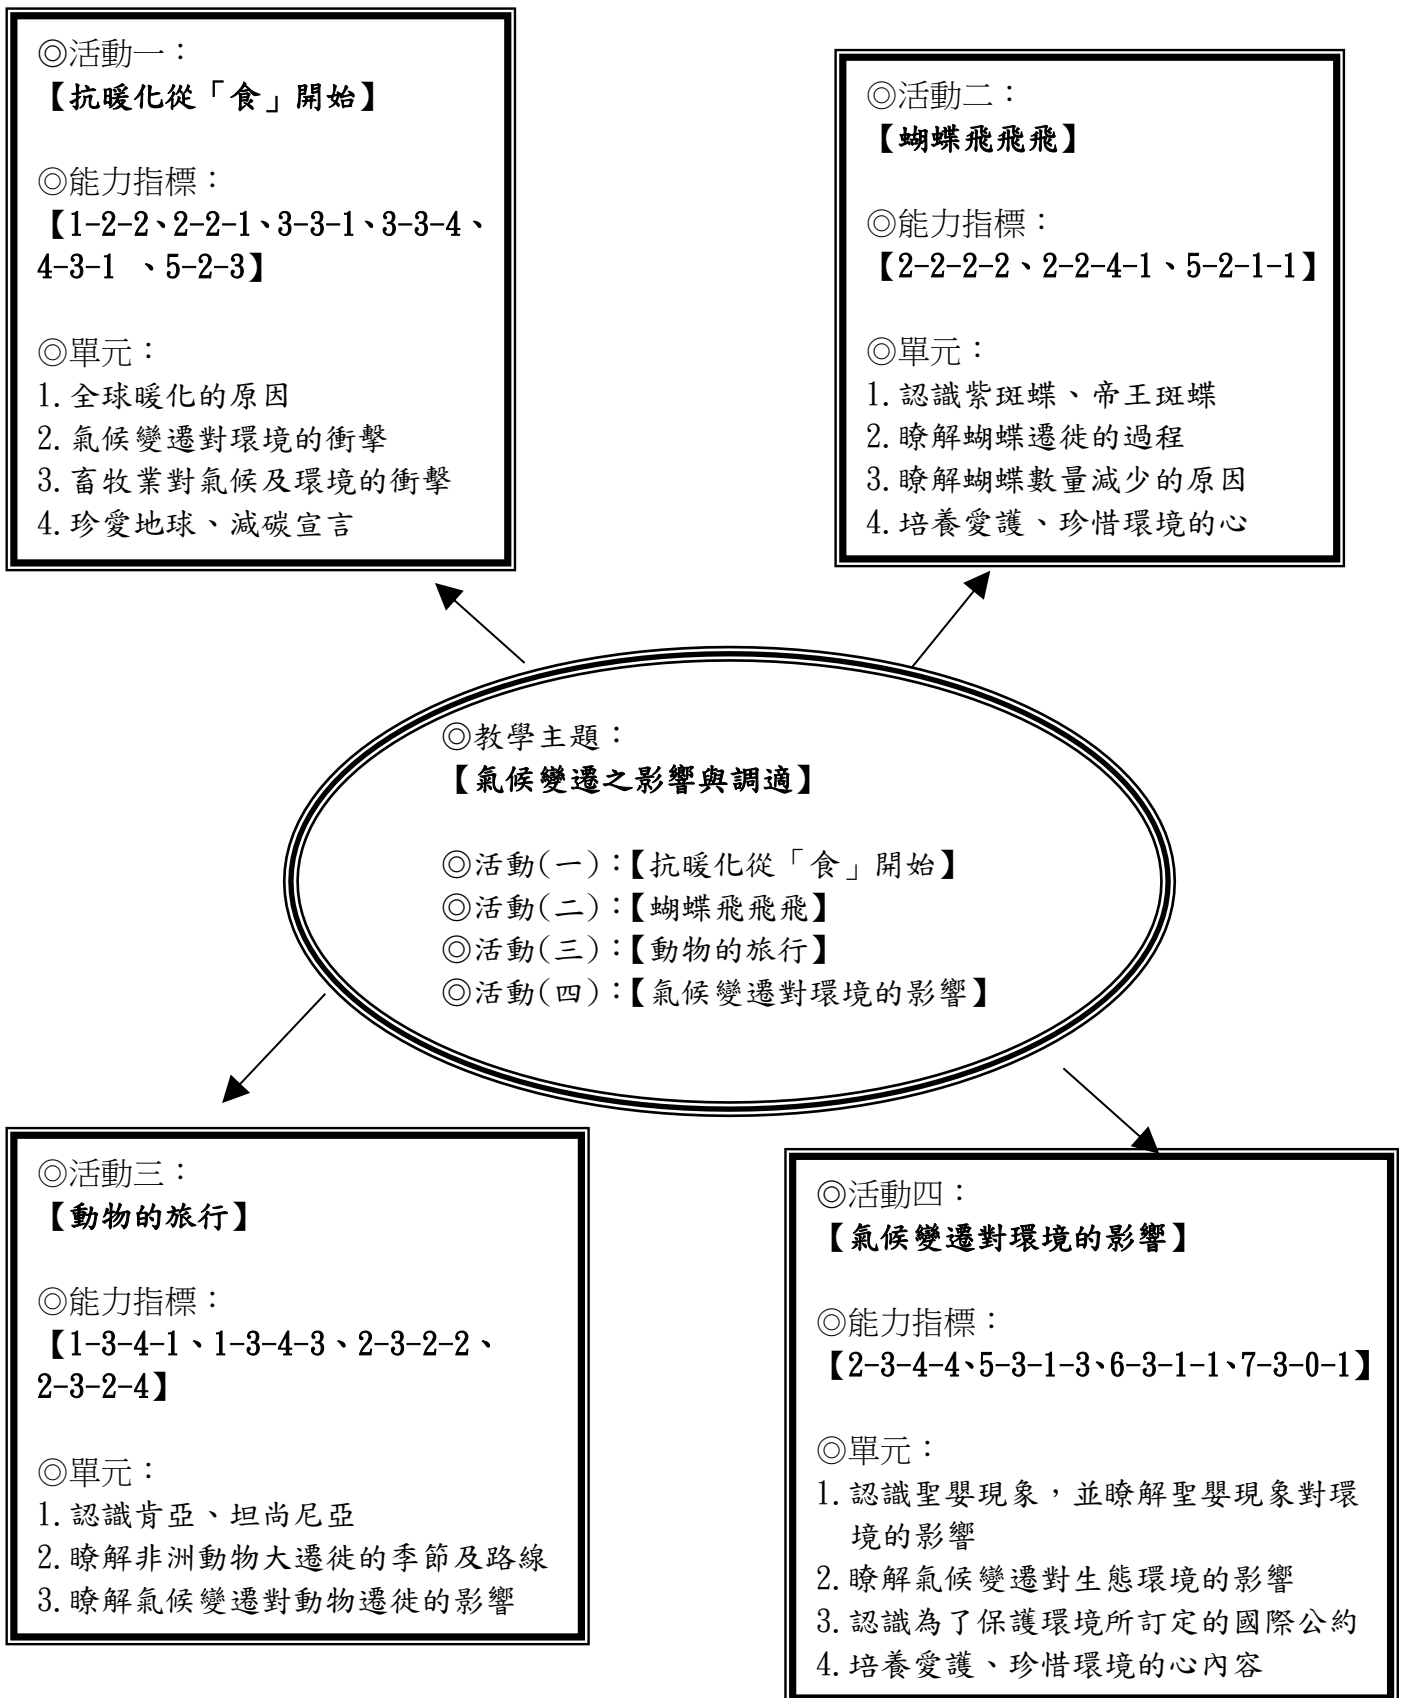 ◎活動一：
【抗暖化從「食」開始】
◎能力指標：
【1-2-2、2-2-1、3-3-1、3-3-4、
4-3-1 、5-2-3】
◎單元：
1.全球暖化的原因
2.氣候變遷對環境的衝擊
3.畜牧業對氣候及環境的衝擊
4.珍愛地球、減碳宣言
◎活動二：
【蝴蝶飛飛飛】
◎能力指標：
【2-2-2-2、2-2-4-1、5-2-1-1】
◎單元：
1.認識紫斑蝶、帝王斑蝶
2.瞭解蝴蝶遷徙的過程
3.瞭解蝴蝶數量減少的原因
4.培養愛護、珍惜環境的心
◎教學主題：
【氣候變遷之影響與調適】
◎活動(一)：【抗暖化從「食」開始】
◎活動(二)：【蝴蝶飛飛飛】
◎活動(三)：【動物的旅行】
◎活動(四)：【氣候變遷對環境的影響】
◎活動三：
【動物的旅行】
◎能力指標：
【1-3-4-1、1-3-4-3、2-3-2-2、
2-3-2-4】
◎單元：
1.認識肯亞、坦尚尼亞
2.瞭解非洲動物大遷徙的季節及路線
3.瞭解氣候變遷對動物遷徙的影響
◎活動四：
【氣候變遷對環境的影響】
◎能力指標：
【2-3-4-4、5-3-1-3、6-3-1-1、7-3-0-1】
◎單元：
1.認識聖嬰現象，並瞭解聖嬰現象對環
境的影響
2.瞭解氣候變遷對生態環境的影響
3.認識為了保護環境所訂定的國際公約
4.培養愛護、珍惜環境的心內容